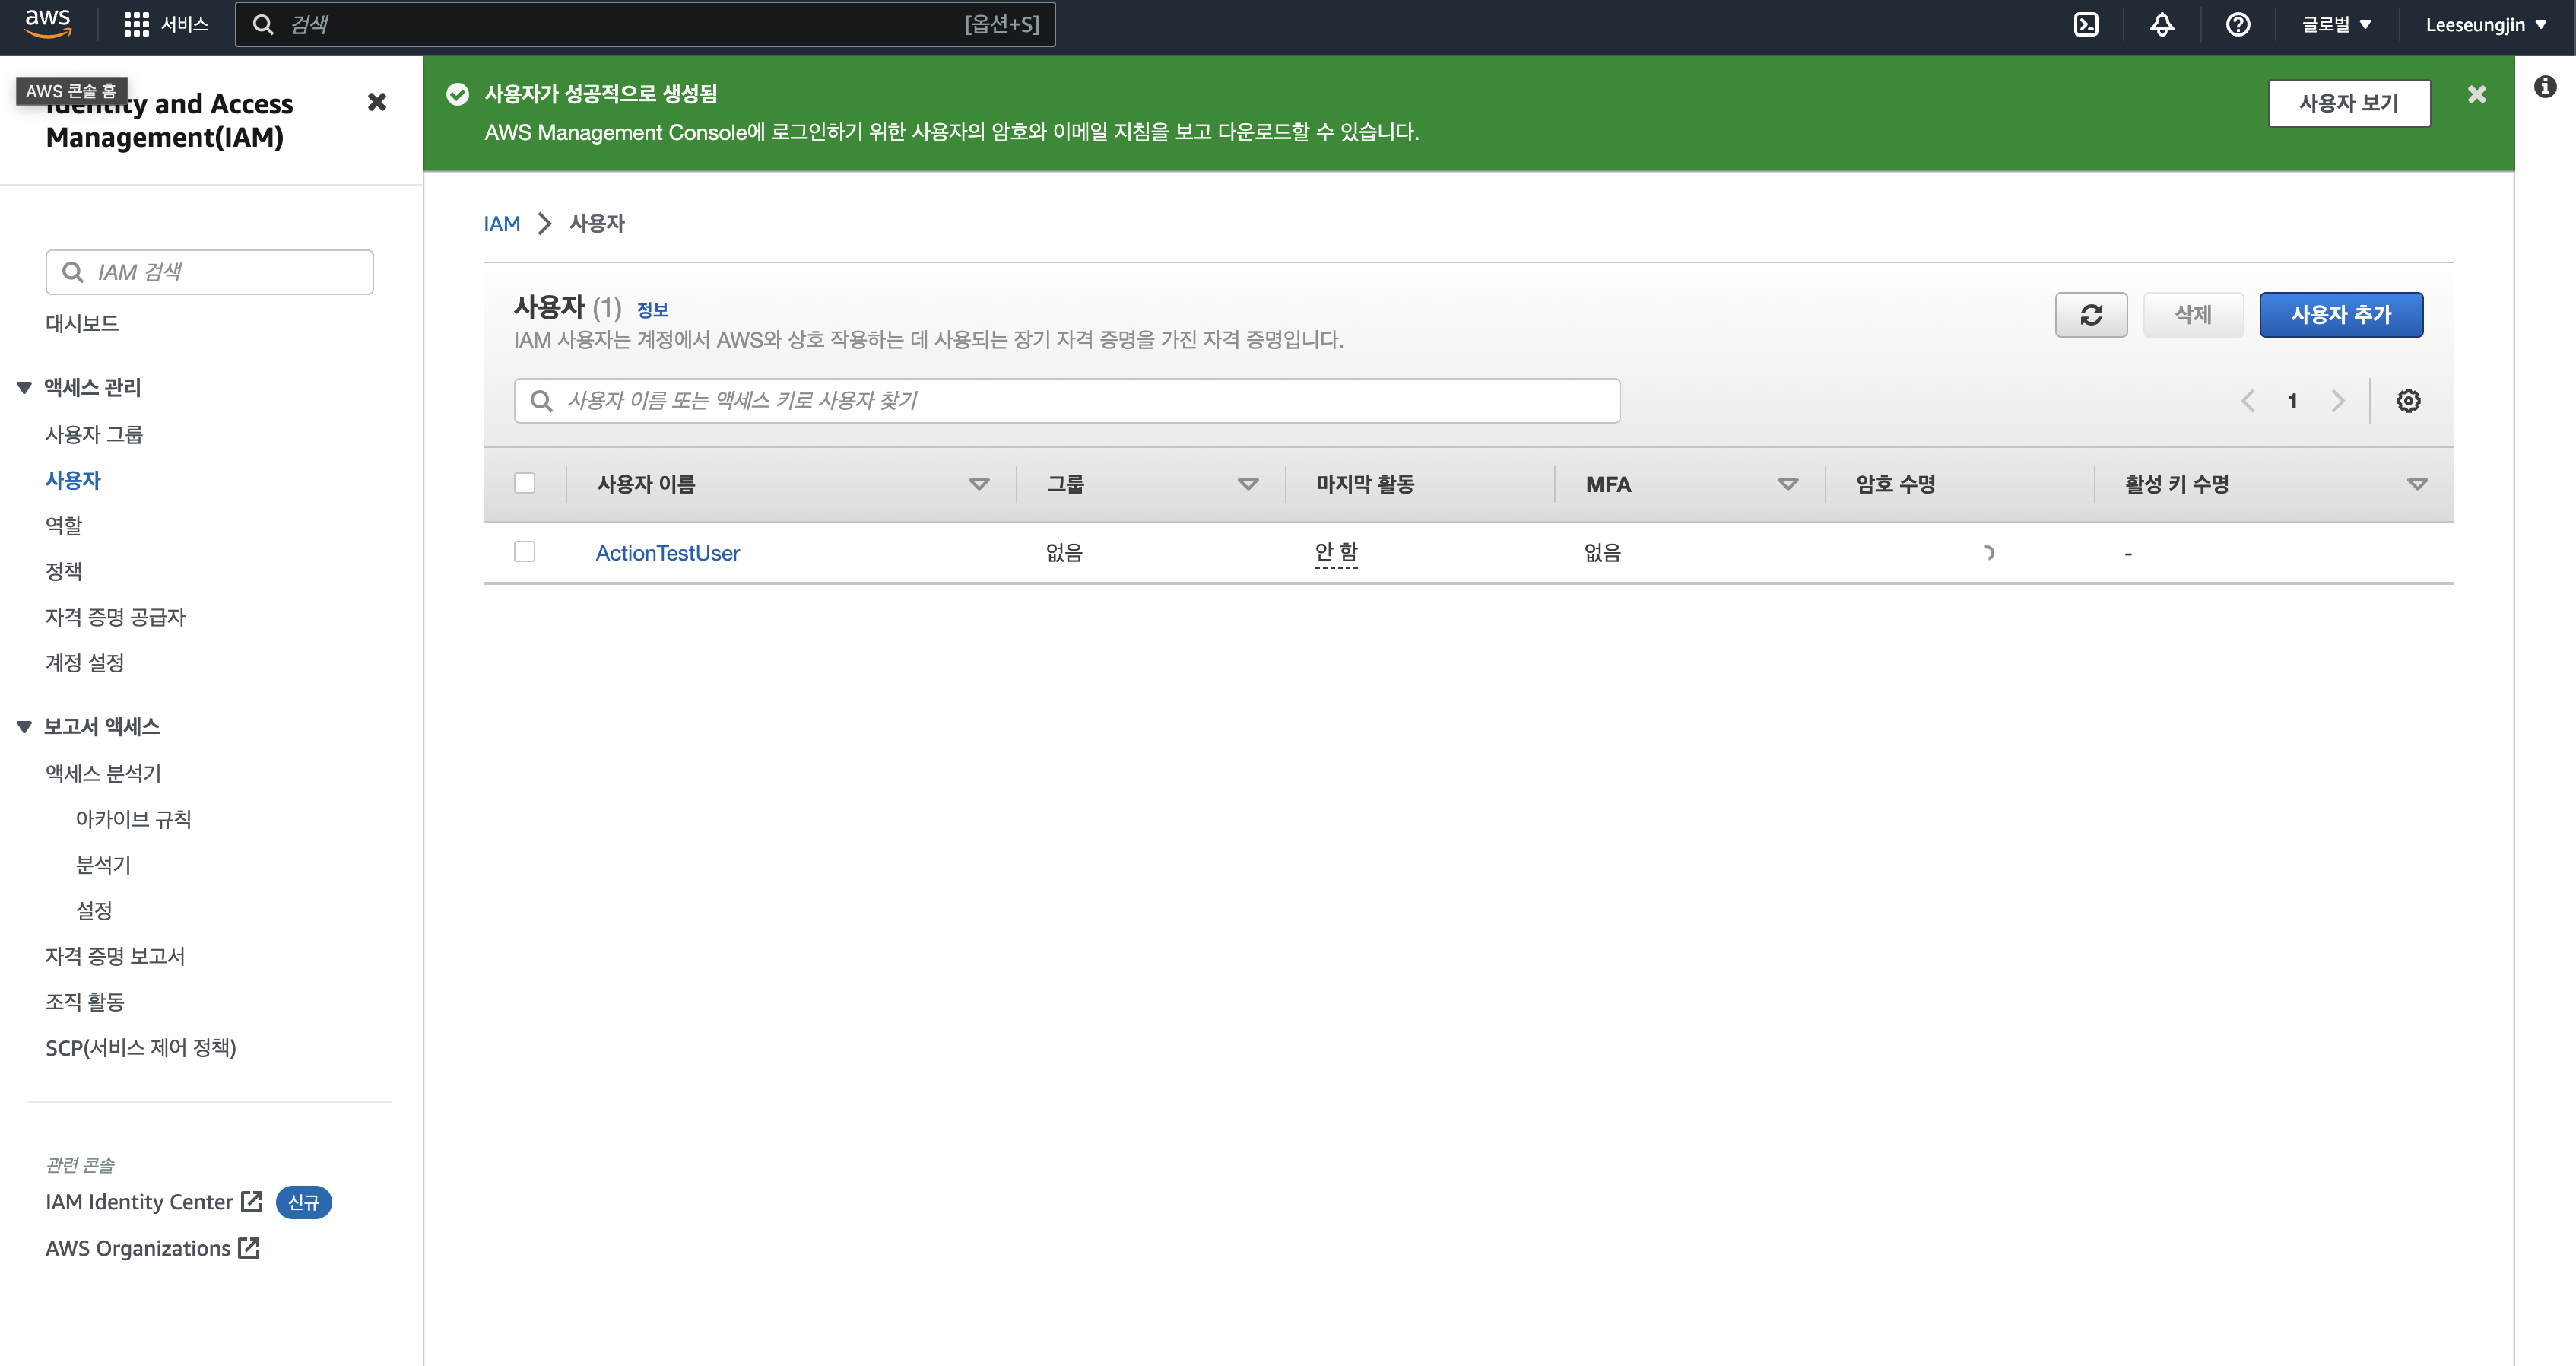 aws
서비스
검색
[옵션+S]
글로벌
Leeseungjin
AWS 콘솔 홈
Identity and Access
Management(IAM)
IAM 검색
대시보드
액세스 관리
사용자 그룹
사용자
역할
정책
자격 증명 공급자
계정 설정
보고서 액세스
액세스 분석기
아카이브 규칙
분석기
설정
자격 증명 보고서
조직 활동
SCP(서비스 제어 정책)
관련 콘솔
IAM Identity Center
신규
AWS Organizations
사용자가 성공적으로 생성됨
AWS Management Console에 로그인하기 위한 사용자의 암호와 이메일 지침을 보고 다운로드할 수 있습니다.
사용자 보기
IAM
사용자
사용자 (1) 정보
IAM 사용자는 계정에서 AWS와 상호 작용하는 데 사용되는 장기 자격 증명을 가진 자격 증명입니다.
삭제
사용자 추가
사용자 이름 또는 액세스 키로 사용자 찾기
1
사용자 이름 그룹 마지막 활동 MFA 암호 수명 활성 키 수명
ActionTestUser 없음 안 함 없음 -